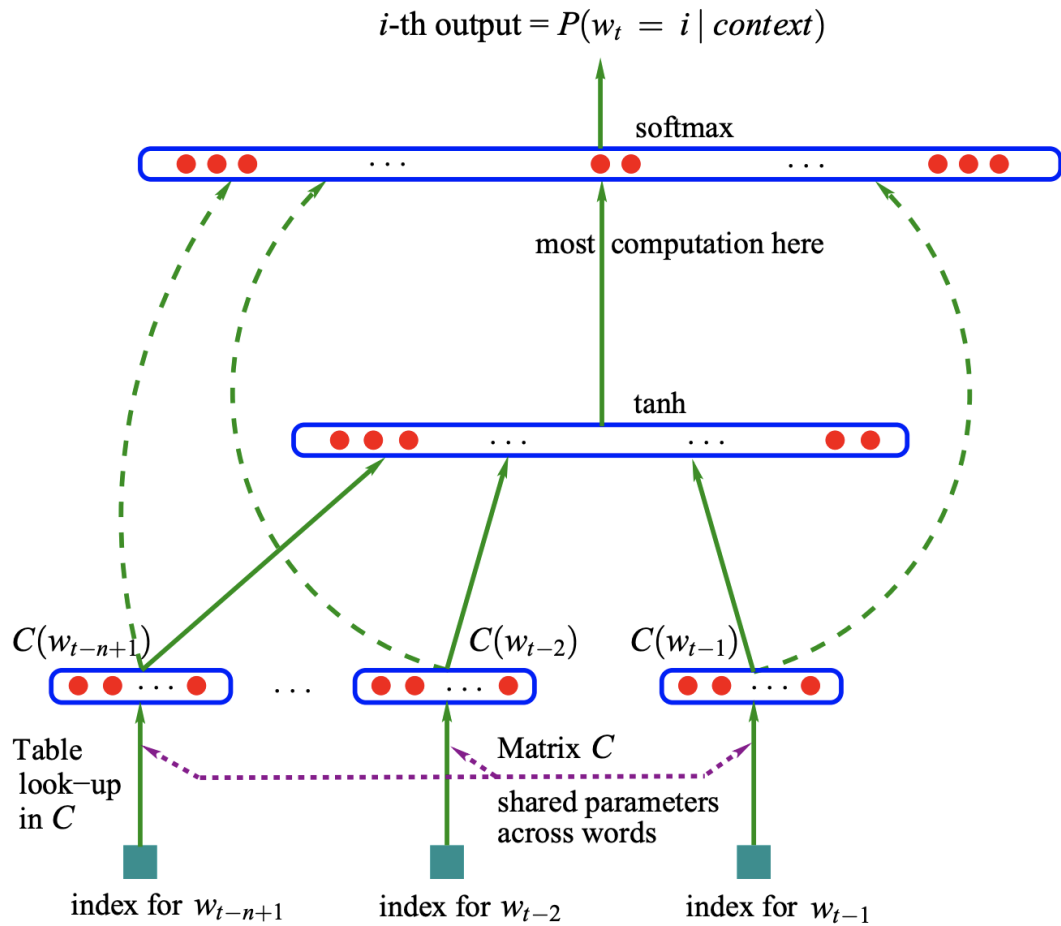 i-th output = P(w_t = i | context)
softmax
. . .
. . .
most computation here
tanh
. . .
. . .
C(w_{t−n+1})
C(w_{t−2})
C(w_{t−1})
. . .
. . .
. . .
. . .
Table
look−up
in C
Matrix C
shared parameters
across words
index for w_{t−n+1}
index for w_{t−2}
index for w_{t−1}